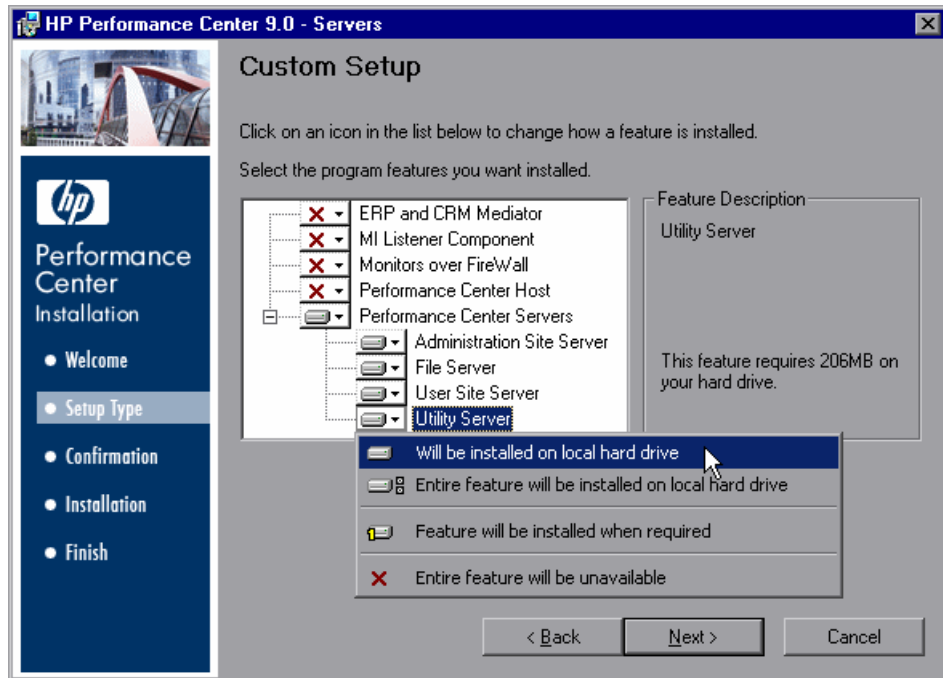 HP Performance Center 9.0 - Servers
Custom Setup
Click on an icon in the list below to change how a feature is installed.
Select the program features you want installed.
hp
Performance
Center
Installation
Welcome
Setup Type
Confirmation
Installation
Finish
ERP and CRM Mediator
MI Listener Component
Monitors over FireWall
Performance Center Host
Performance Center Servers
Administration Site Server
File Server
User Site Server
Utility Server
Feature Description
Utility Server
This feature requires 206MB on
your hard drive.
Will be installed on local hard drive
Entire feature will be installed on local hard drive
Feature will be installed when required
Entire feature will be unavailable
< Back
Next >
Cancel